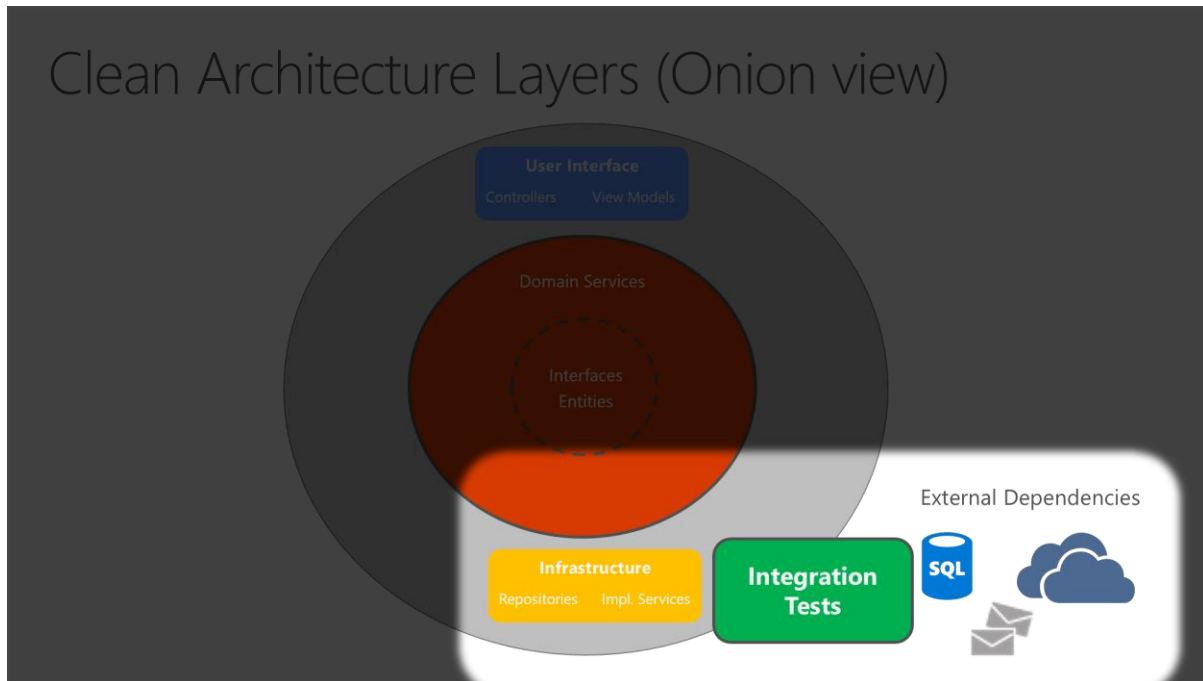 Clean Architecture Layers (Onion view)
User Interface
Controllers View Models
Domain Services
Interfaces
Entities
External Dependencies
SQL
Infrastructure
Repositories Impl. Services
Integration
Tests